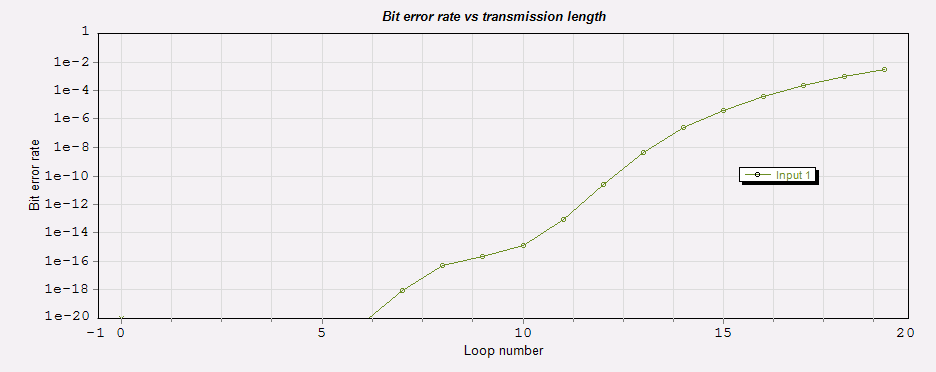 Bit error rate vs transmission length
1
1e-2
1e-4
1e-6
1e-8
1e-10
1e-12
1e-14
1e-16
1e-18
1e-20
Bit error rate
Input 1
-1 0 5 10 15 20
Loop number